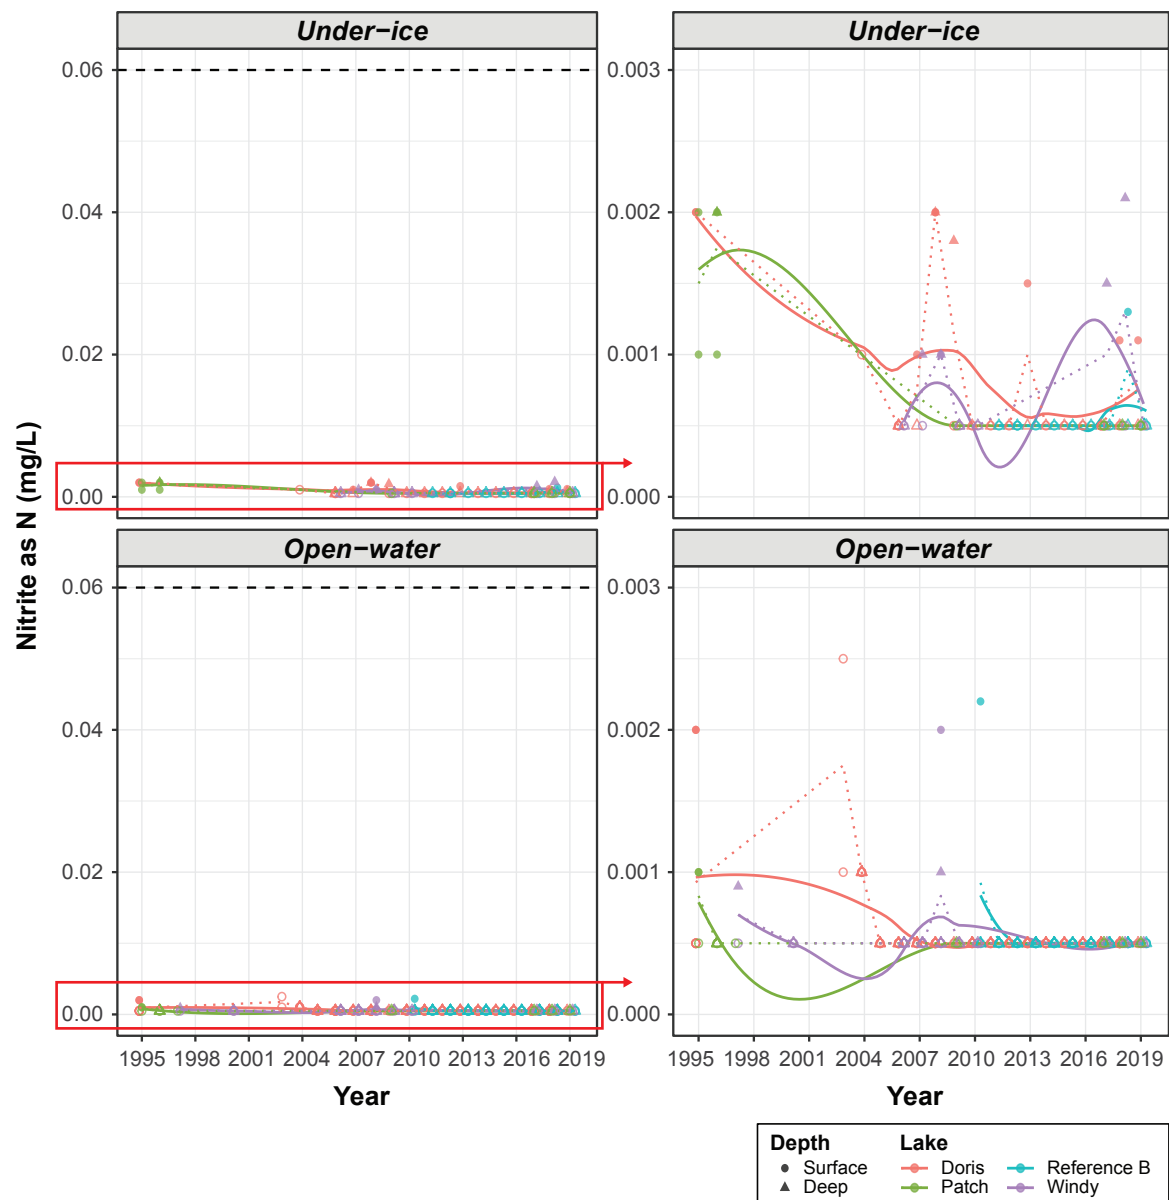 Under−ice
Under−ice
0.06
0.04
0.02
0.00
0.003
0.002
0.001
0.000
Nitrite as N (mg/L)
Open−water
Open−water
0.06
0.04
0.02
0.00
0.003
0.002
0.001
0.000
1995 1998 2001 2004 2007 2010 2013 2016 2019
1995 1998 2001 2004 2007 2010 2013 2016 2019
Year
Year
Depth
Surface
Deep
Lake
Doris
Reference B
Patch
Windy